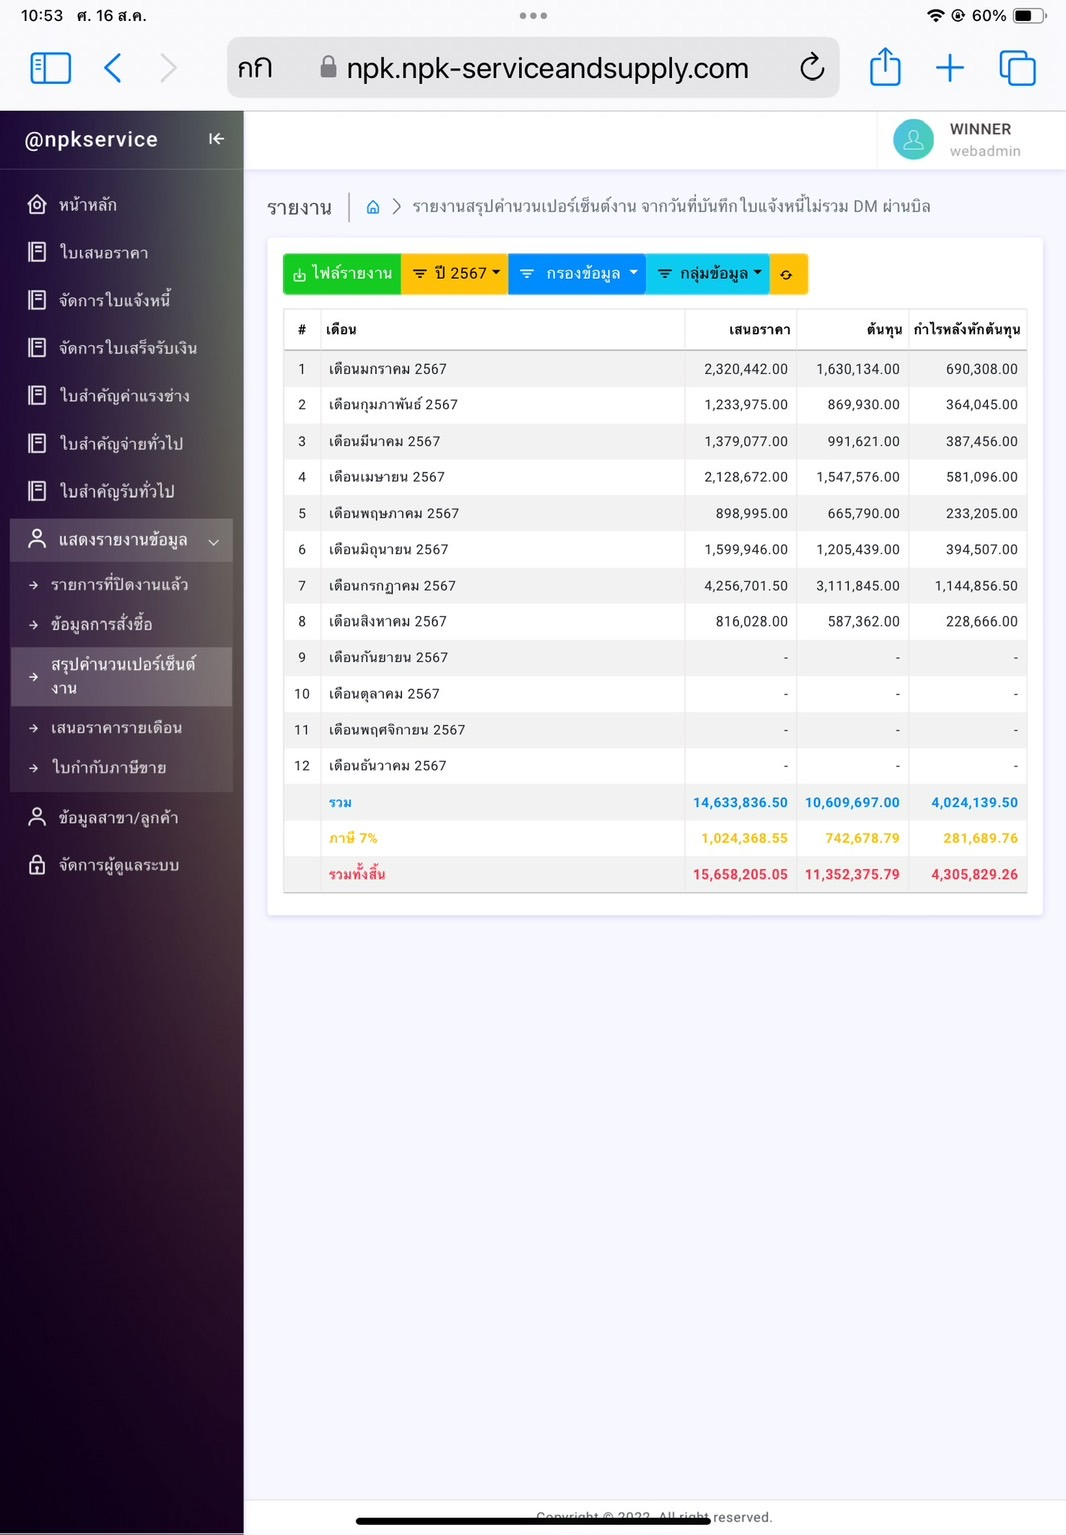 10:53 ศ. 16 ส.ค.
60%
กก npk.npk-serviceandsupply.com
@npkservice
WINNER
webadmin
หน้าหลัก
ใบเสนอราคา
จัดการใบแจ้งหนี้
จัดการใบเสร็จรับเงิน
ใบสำคัญค่าแรงช่าง
ใบสำคัญจ่ายทั่วไป
ใบสำคัญรับทั่วไป
แสดงรายงานข้อมูล
รายการที่ปิดงานแล้ว
ข้อมูลการสั่งซื้อ
สรุปคำนวนเปอร์เซ็นต์
งาน
เสนอราคารายเดือน
ใบกำกับภาษีขาย
ข้อมูลสาขา/ลูกค้า
จัดการผู้ดูแลระบบ
รายงาน รายงานสรุปคำนวนเปอร์เซ็นต์งาน จากวันที่บันทึกใบแจ้งหนี้ไม่รวม DM ผ่านบิล
ไฟล์รายงาน ปี 2567 กรองข้อมูล กลุ่มข้อมูล
# เดือน เสนอราคา ต้นทุน กำไรหลังหักต้นทุน
1 เดือนมกราคม 2567 2,320,442.00 1,630,134.00 690,308.00
2 เดือนกุมภาพันธ์ 2567 1,233,975.00 869,930.00 364,045.00
3 เดือนมีนาคม 2567 1,379,077.00 991,621.00 387,456.00
4 เดือนเมษายน 2567 2,128,672.00 1,547,576.00 581,096.00
5 เดือนพฤษภาคม 2567 898,995.00 665,790.00 233,205.00
6 เดือนมิถุนายน 2567 1,599,946.00 1,205,439.00 394,507.00
7 เดือนกรกฎาคม 2567 4,256,701.50 3,111,845.00 1,144,856.50
8 เดือนสิงหาคม 2567 816,028.00 587,362.00 228,666.00
9 เดือนกันยายน 2567 - - -
10 เดือนตุลาคม 2567 - - -
11 เดือนพฤศจิกายน 2567 - - -
12 เดือนธันวาคม 2567 - - -
รวม 14,633,836.50 10,609,697.00 4,024,139.50
ภาษี 7% 1,024,368.55 742,678.79 281,689.76
รวมทั้งสิ้น 15,658,205.05 11,352,375.79 4,305,829.26
Copyright © 2022. All right reserved.